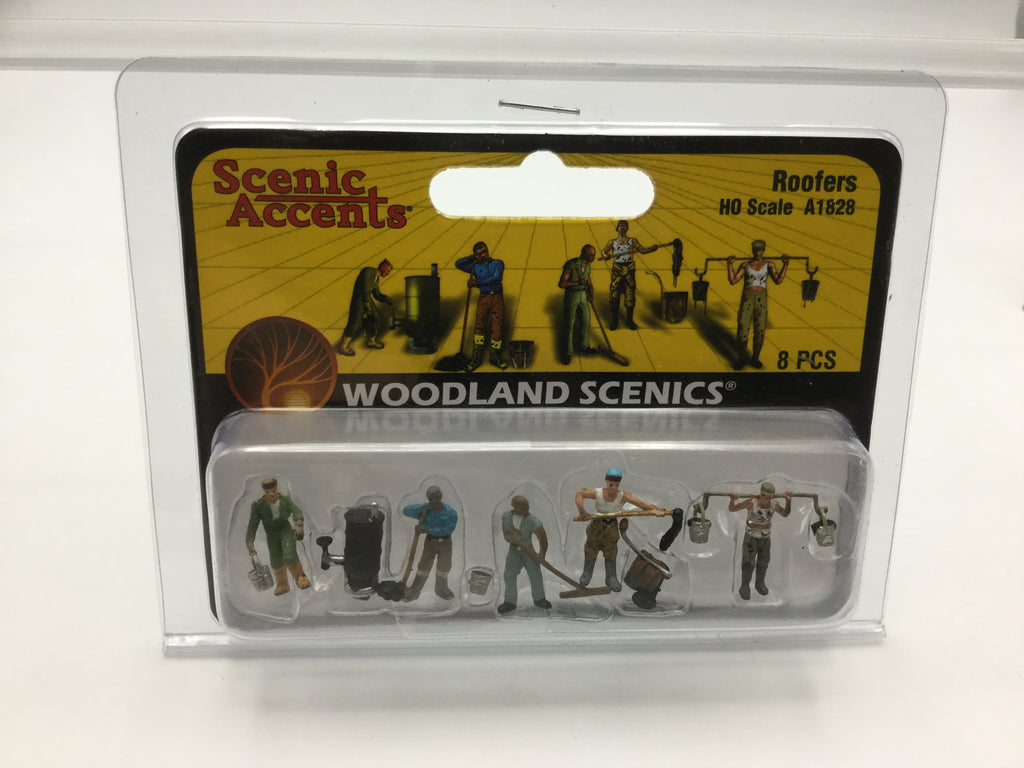 Scenic
Accents®
Roofers
HO Scale A1828
8 PCS
WOODLAND SCENICS®